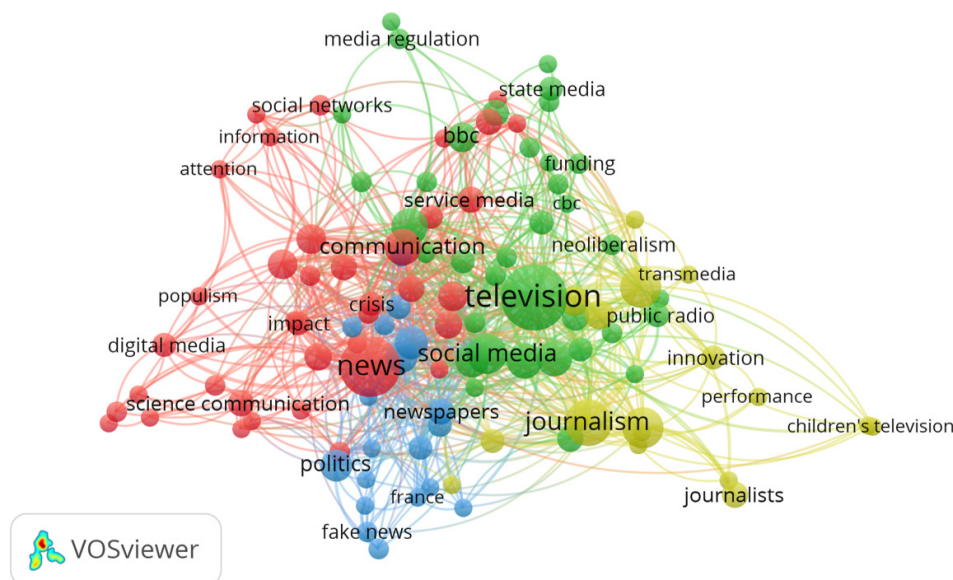 media regulation
state media
social networks
information
bbc
attention
funding
service media
cbc
communication
neoliberalism
transmedia
populism
television
crisis
public radio
impact
digital media
social media
news
innovation
performance
science communication
newspapers
journalism
children's television
politics
journalists
france
fake news
VOSviewer